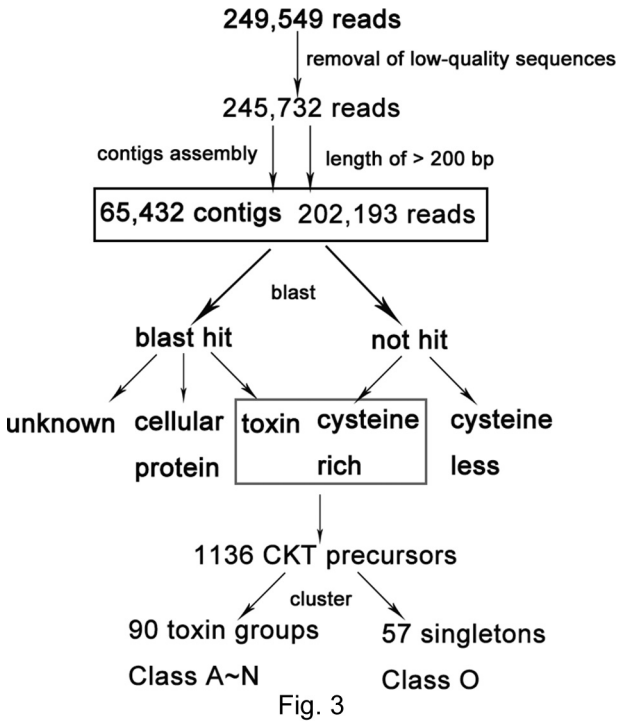 249,549 reads
removal of low-quality sequences
245,732 reads
contigs assembly
length of > 200 bp
65,432 contigs 202,193 reads
blast
blast hit
not hit
unknown
cellular
protein
toxin
cysteine
rich
cysteine
less
1136 CKT precursors
cluster
90 toxin groups
Class A~N
57 singletons
Class O
Fig. 3